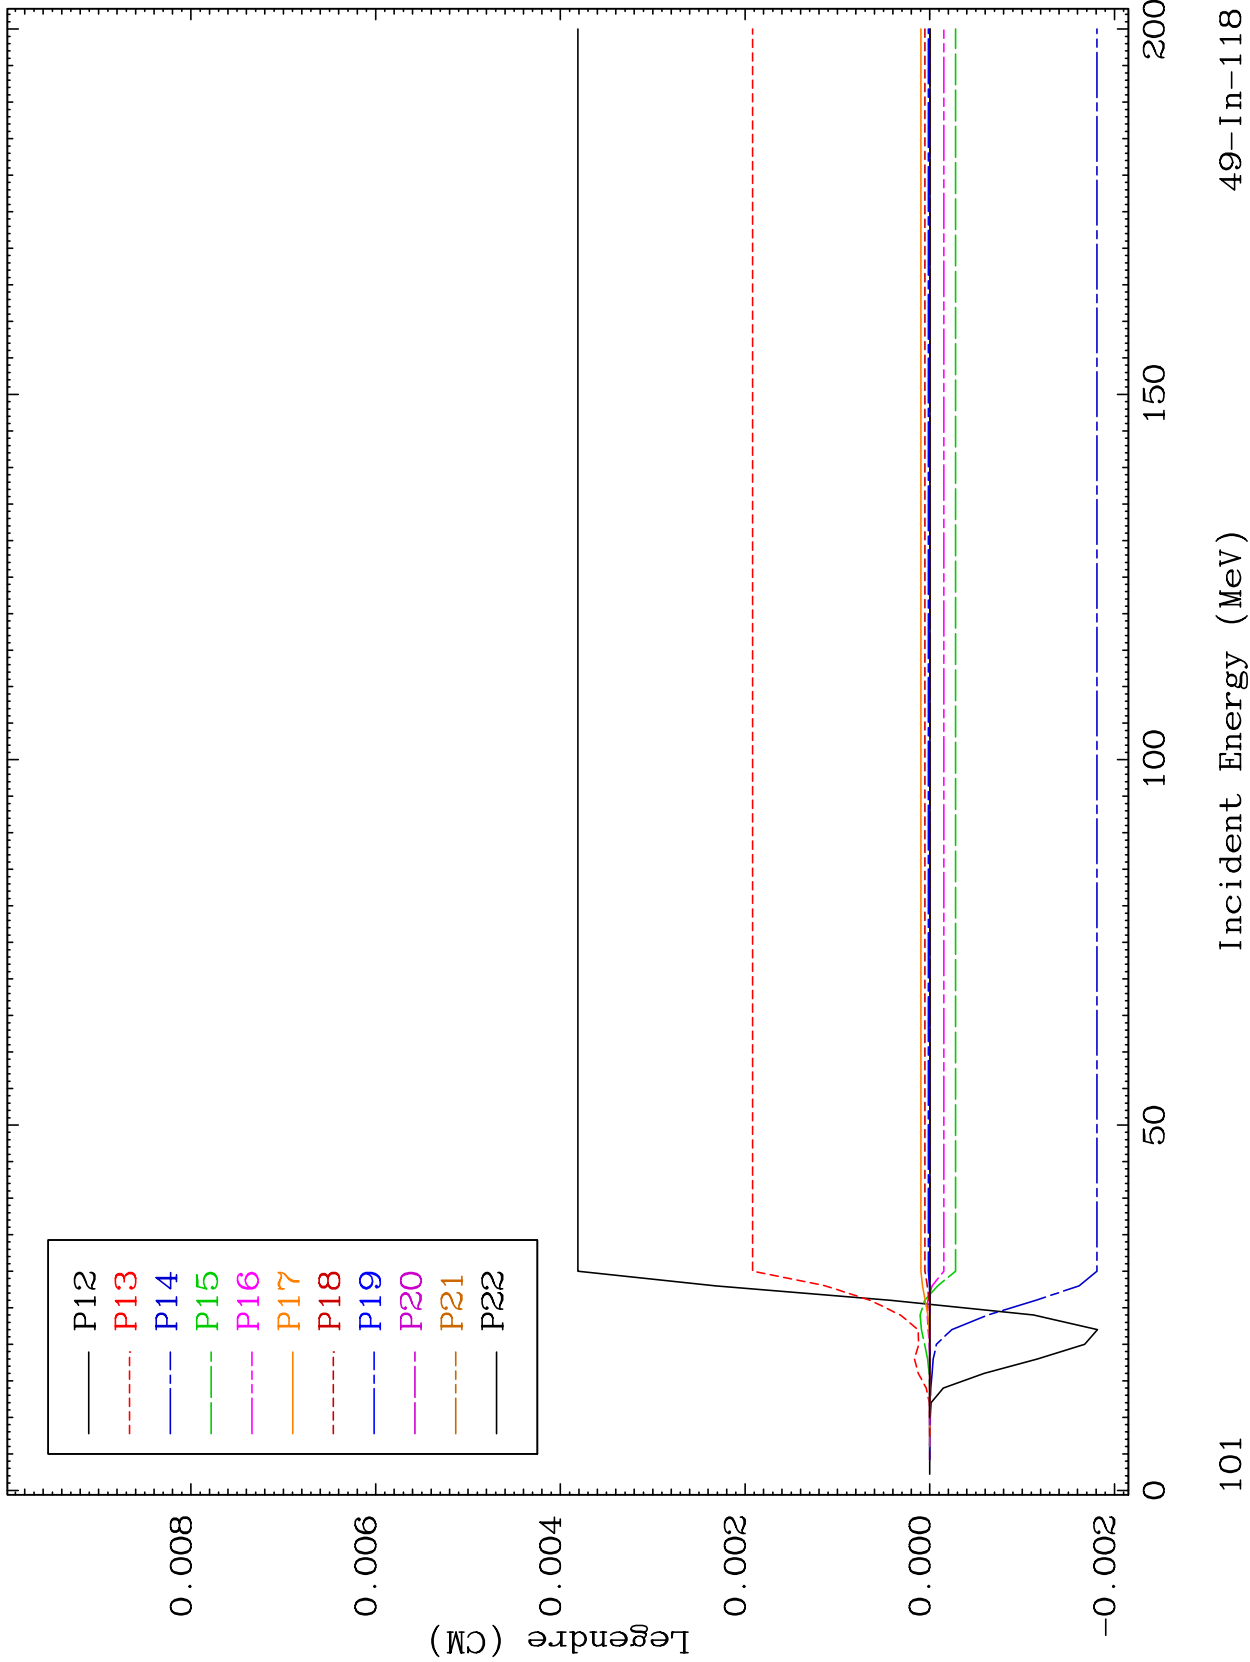 P12
P13
P14
P15
P16
P17
P18
P19
P20
P21
P22
Legendre (CM)
0.008
0.006
0.004
0.002
0.000
-0.002
0
50
100
150
200
101
Incident Energy (MeV)
49-In-118